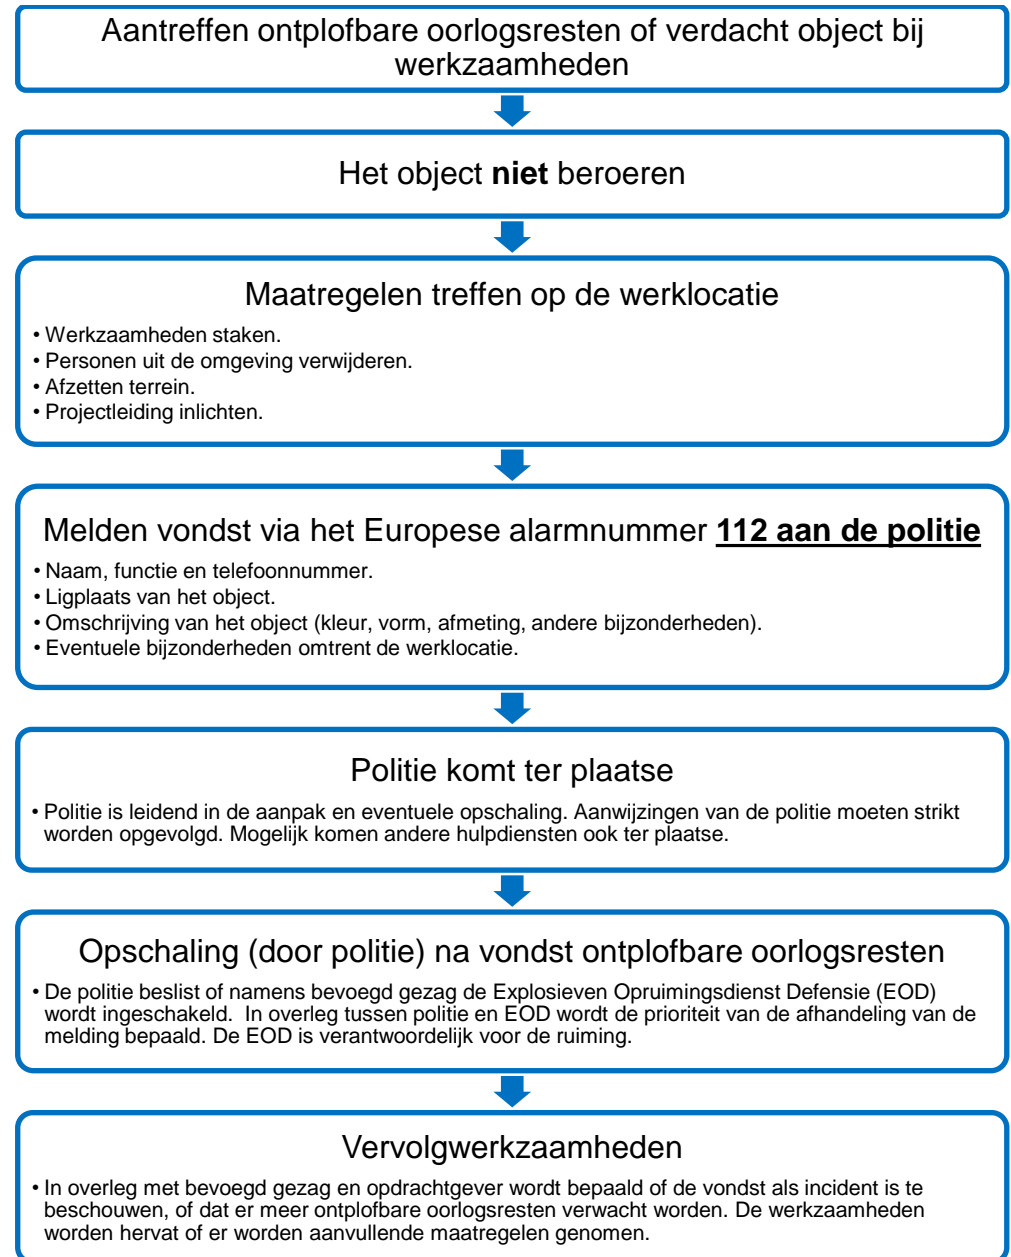 Aantreffen ontplofbare oorlogsresten of verdacht object bij
werkzaamheden
Het object niet beroeren
Maatregelen treffen op de werklocatie
• Werkzaamheden staken.
• Personen uit de omgeving verwijderen.
• Afzetten terrein.
• Projectleiding inlichten.
Melden vondst via het Europese alarmnummer 112 aan de politie
• Naam, functie en telefoonnummer.
• Ligplaats van het object.
• Omschrijving van het object (kleur, vorm, afmeting, andere bijzonderheden).
• Eventuele bijzonderheden omtrent de werklocatie.
Politie komt ter plaatse
• Politie is leidend in de aanpak en eventuele opschaling. Aanwijzingen van de politie moeten strikt
worden opgevolgd. Mogelijk komen andere hulpdiensten ook ter plaatse.
Opschaling (door politie) na vondst ontplofbare oorlogsresten
• De politie beslist of namens bevoegd gezag de Explosieven Opruimingsdienst Defensie (EOD)
wordt ingeschakeld. In overleg tussen politie en EOD wordt de prioriteit van de afhandeling van de
melding bepaald. De EOD is verantwoordelijk voor de ruiming.
Vervolgwerkzaamheden
• In overleg met bevoegd gezag en opdrachtgever wordt bepaald of de vondst als incident is te
beschouwen, of dat er meer ontplofbare oorlogsresten verwacht worden. De werkzaamheden
worden hervat of er worden aanvullende maatregelen genomen.